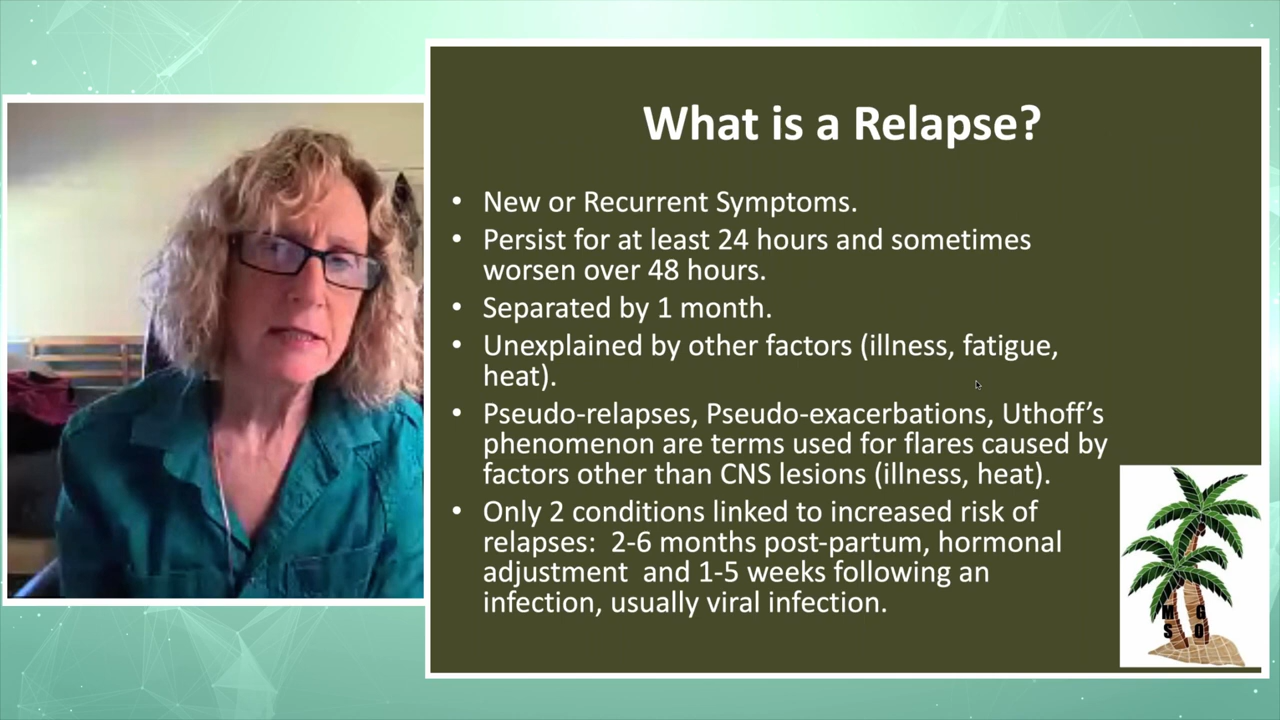 What is a Relapse?
• New or Recurrent Symptoms.
• Persist for at least 24 hours and sometimes
worsen over 48 hours.
• Separated by 1 month.
• Unexplained by other factors (illness, fatigue,
heat).
• Pseudo-relapses, Pseudo-exacerbations, Uthoff's
phenomenon are terms used for flares caused by
factors other than CNS lesions (illness, heat).
• Only 2 conditions linked to increased risk of
relapses:  2-6 months post-partum, hormonal
adjustment  and 1-5 weeks following an
infection, usually viral infection.
M G
S O